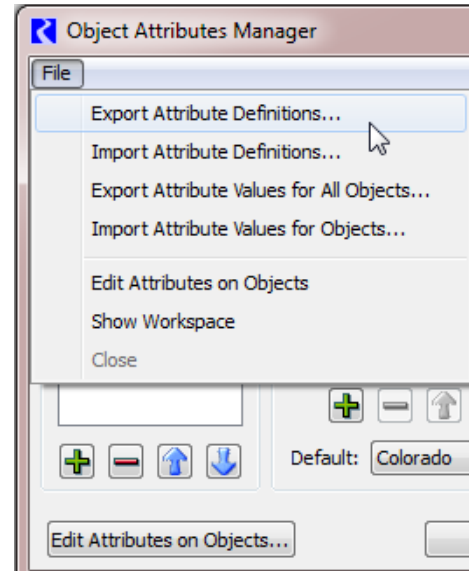 Object Attributes Manager
File
Export Attribute Definitions...
Import Attribute Definitions...
Export Attribute Values for All Objects...
Import Attribute Values for Objects...
Edit Attributes on Objects
Show Workspace
Close
Default: Colorado
Edit Attributes on Objects...